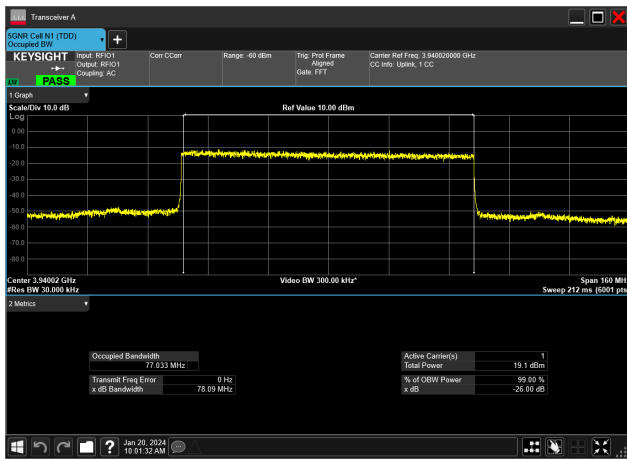 Transceiver A
5GNR Cell N1 (TDD)
Occupied BW
KEYSIGHT
PASS
Input: RFIO1
Output: RFIO1
Coupling: AC
Corr CCorr
Range: -60 dBm
Trig: Prot Frame
Aligned
Gate: FFT
Carrier Ref Freq: 3.940020000 GHz
CC Info: Uplink, 1 CC
1 Graph
Scale/Div 10.0 dB
Ref Value 10.00 dBm
Log
0.00
-10.0
-20.0
-30.0
-40.0
-50.0
-60.0
-70.0
-80.0
Center 3.94002 GHz
Video BW 300.00 kHz*
Span 160 MHz
#Res BW 30.000 kHz
Sweep 212 ms (6001 pts
2 Metrics
Occupied Bandwidth
77.033 MHz
Transmit Freq Error 0 Hz
x dB Bandwidth 78.09 MHz
Active Carrier(s) 1
Total Power 19.1 dBm
% of OBW Power 99.00 %
x dB -26.00 dB
Jan 20, 2024
10:01:32 AM